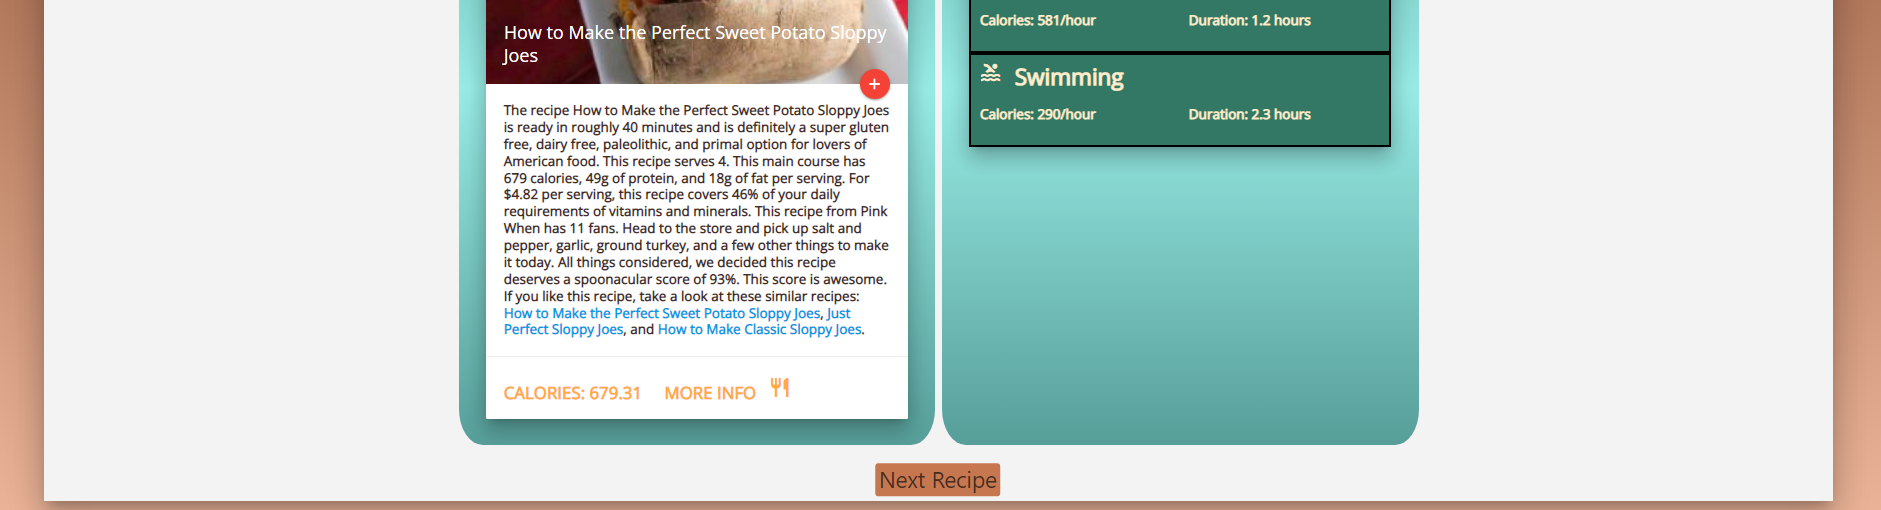 How to Make the Perfect Sweet Potato Sloppy
Joes
+
The recipe How to Make the Perfect Sweet Potato Sloppy Joes
is ready in roughly 40 minutes and is definitely a super gluten
free, dairy free, paleolithic, and primal option for lovers of
American food. This recipe serves 4. This main course has
679 calories, 49g of protein, and 18g of fat per serving. For
$4.82 per serving, this recipe covers 46% of your daily
requirements of vitamins and minerals. This recipe from Pink
When has 11 fans. Head to the store and pick up salt and
pepper, garlic, ground turkey, and a few other things to make
it today. All things considered, we decided this recipe
deserves a spoonacular score of 93%. This score is awesome.
If you like this recipe, take a look at these similar recipes:
How to Make the Perfect Sweet Potato Sloppy Joes, Just
Perfect Sloppy Joes, and How to Make Classic Sloppy Joes.
CALORIES: 679.31 MORE INFO
Calories: 581/hour Duration: 1.2 hours
Swimming
Calories: 290/hour Duration: 2.3 hours
Next Recipe